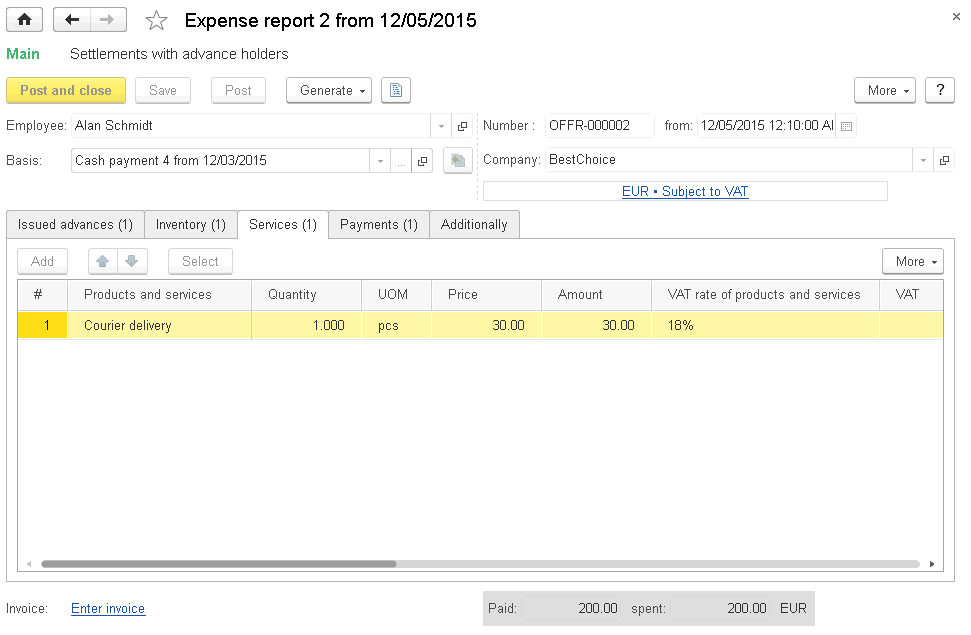 Expense report 2 from 12/05/2015
Main Settlements with advance holders
Post and close Save Post Generate More ?
Employee: Alan Schmidt Number : OFFR-000002 from: 12/05/2015 12:10:00 AI
Basis: Cash payment 4 from 12/03/2015 ... Company: BestChoice
EUR • Subject to VAT
Issued advances (1) Inventory (1) Services (1) Payments (1) Additionally
Add Select More
# Products and services Quantity UOM Price Amount VAT rate of products and services VAT
1 Courier delivery 1.000 pcs 30.00 30.00 18%
Invoice: Enter invoice Paid: 200.00 spent: 200.00 EUR